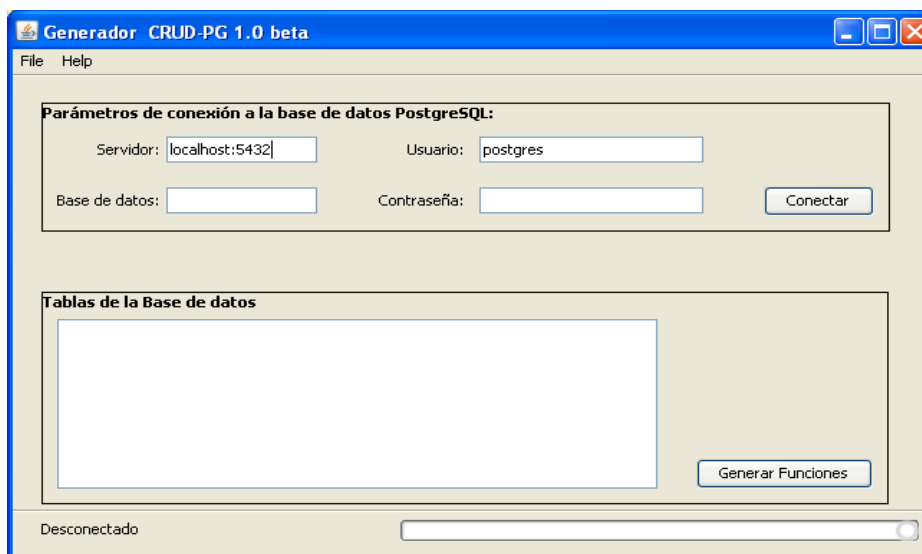 Generador CRUD-PG 1.0 beta
File Help
Parámetros de conexión a la base de datos PostgreSQL:
Servidor: localhost:5432 Usuario: postgres
Base de datos: Contraseña: Conectar
Tablas de la Base de datos
Generar Funciones
Desconectado